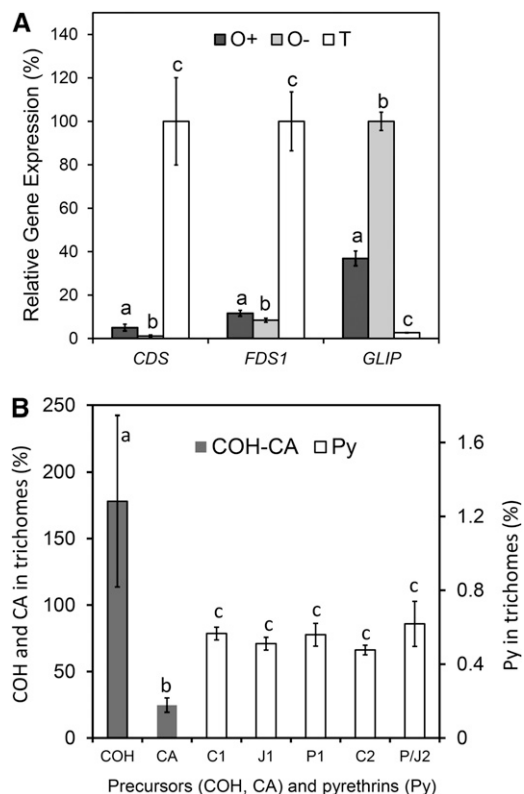 A
Relative Gene Expression (%)
140
120
100
80
60
40
20
0
O+ O- T
a b c
a b c
a b c
CDS FDS1 GLIP
B
COH and CA in trichomes (%)
250
200
150
100
50
0
COH-CA Py
a b c c c c c
1.6
1.2
0.8
0.4
0.0
Py in trichomes (%)
COH CA C1 J1 P1 C2 P/J2
Precursors (COH, CA) and pyrethrins (Py)